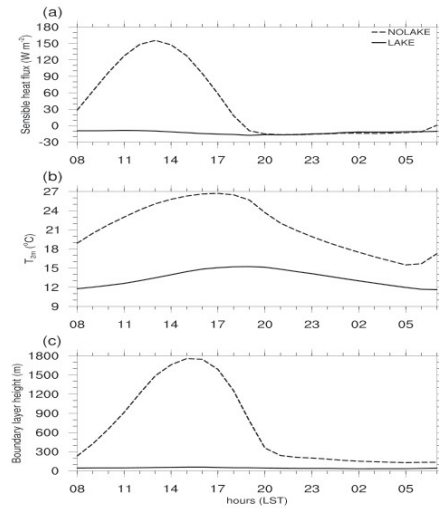 (a)
180
150
120
90
60
30
0
-30
Sensible heat flux (W m⁻²)
NOLAKE
LAKE
08 11 14 17 20 23 02 05
(b)
27
24
21
18
15
12
9
T₂ₘ (°C)
08 11 14 17 20 23 02 05
(c)
1800
1500
1200
900
600
300
0
Boundary layer height (m)
08 11 14 17 20 23 02 05
hours (LST)